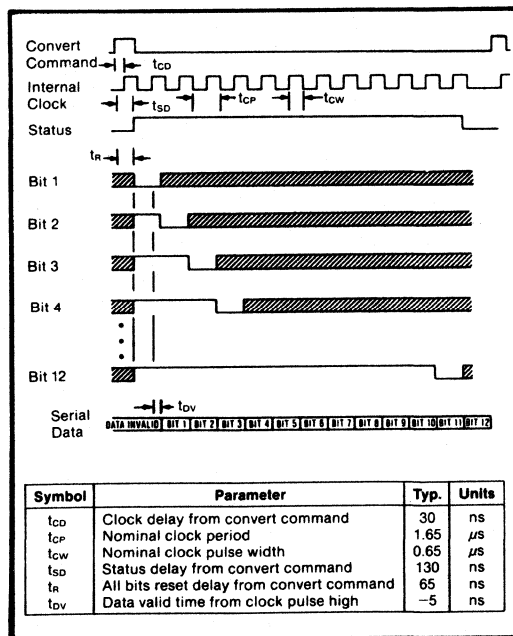 Convert
Command
tCD
Internal
Clock
tSD
tCP
tCW
Status
tR
Bit 1
Bit 2
Bit 3
Bit 4
Bit 12
tDV
Serial
Data
DATA INVALID BIT 1 BIT 2 BIT 3 BIT 4 BIT 5 BIT 6 BIT 7 BIT 8 BIT 9 BIT 10 BIT 11 BIT 12
Symbol Parameter Typ. Units
tCD Clock delay from convert command 30 ns
tCP Nominal clock period 1.65 μs
tCW Nominal clock pulse width 0.65 μs
tSD Status delay from convert command 130 ns
tR All bits reset delay from convert command 65 ns
tDV Data valid time from clock pulse high −5 ns